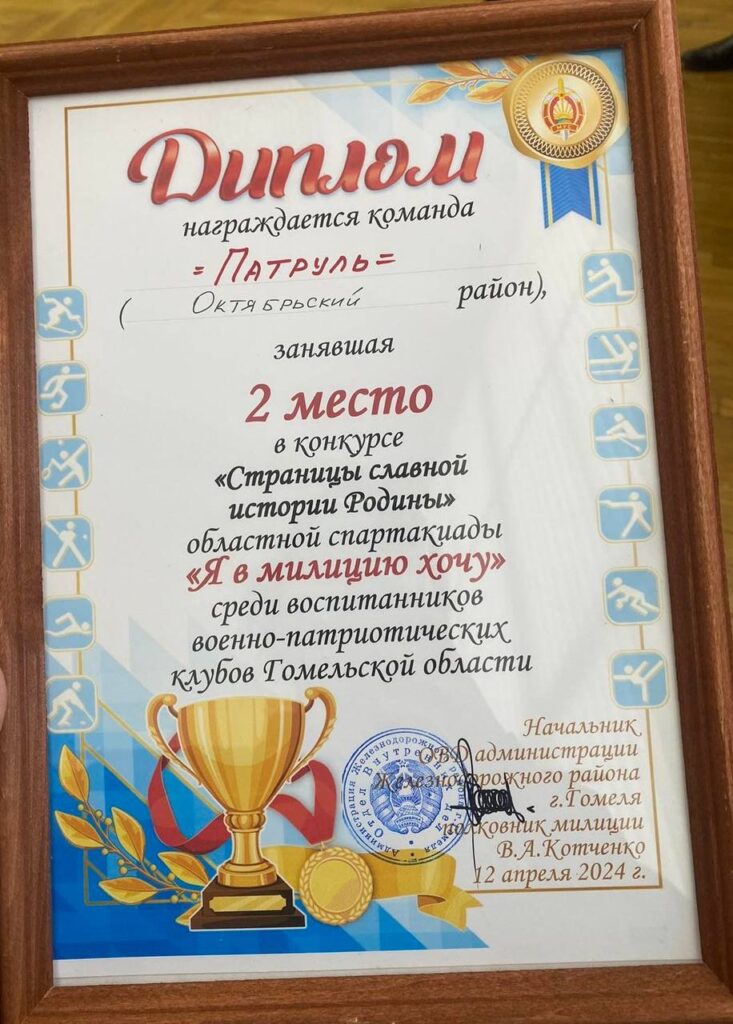 Диплом
награждается команда
=Патруль=
(Октябрьский район),
занявшая
2 место
в конкурсе
«Страницы славной
истории Родины»
областной спартакиады
«Я в милицию хочу»
среди воспитанников
военно-патриотических
клубов Гомельской области
Начальник
ОВД администрации
Железнодорожного района
г.Гомеля
полковник милиции
В.А.Котченко
12 апреля 2024 г.
МУС